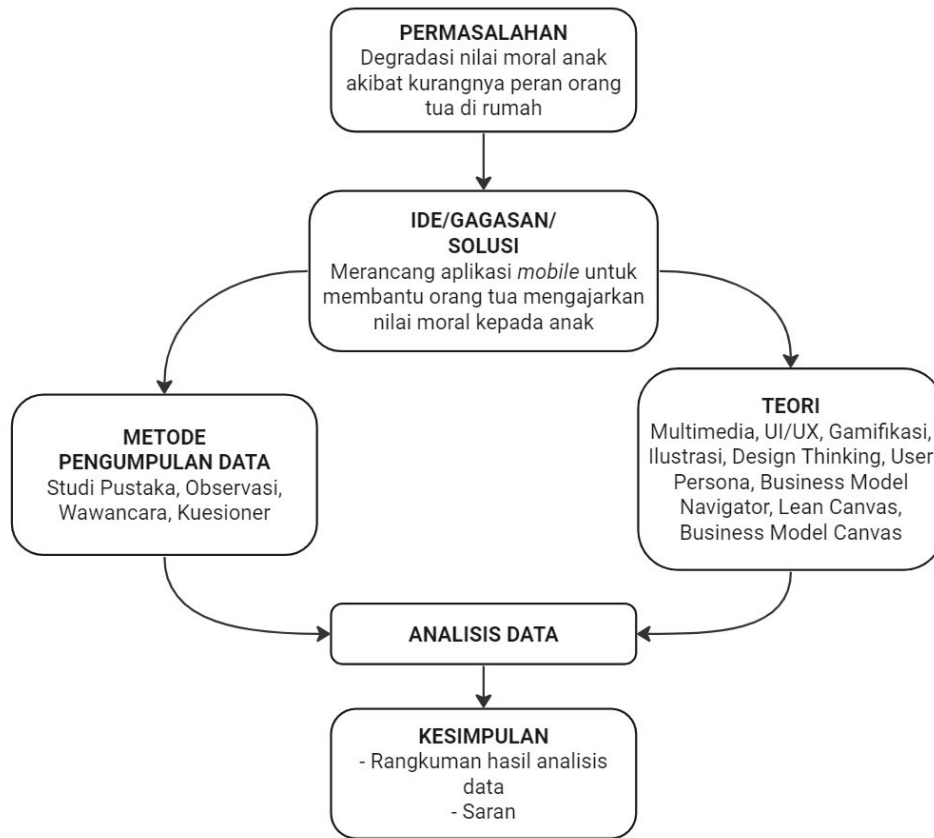 PERMASALAHAN
Degradasi nilai moral anak
akibat kurangnya peran orang
tua di rumah
IDE/GAGASAN/
SOLUSI
Merancang aplikasi mobile untuk
membantu orang tua mengajarkan
nilai moral kepada anak
METODE
PENGUMPULAN DATA
Studi Pustaka, Observasi,
Wawancara, Kuesioner
TEORI
Multimedia, UI/UX, Gamifikasi,
Ilustrasi, Design Thinking, User
Persona, Business Model
Navigator, Lean Canvas,
Business Model Canvas
ANALISIS DATA
KESIMPULAN
- Rangkuman hasil analisis
data
- Saran